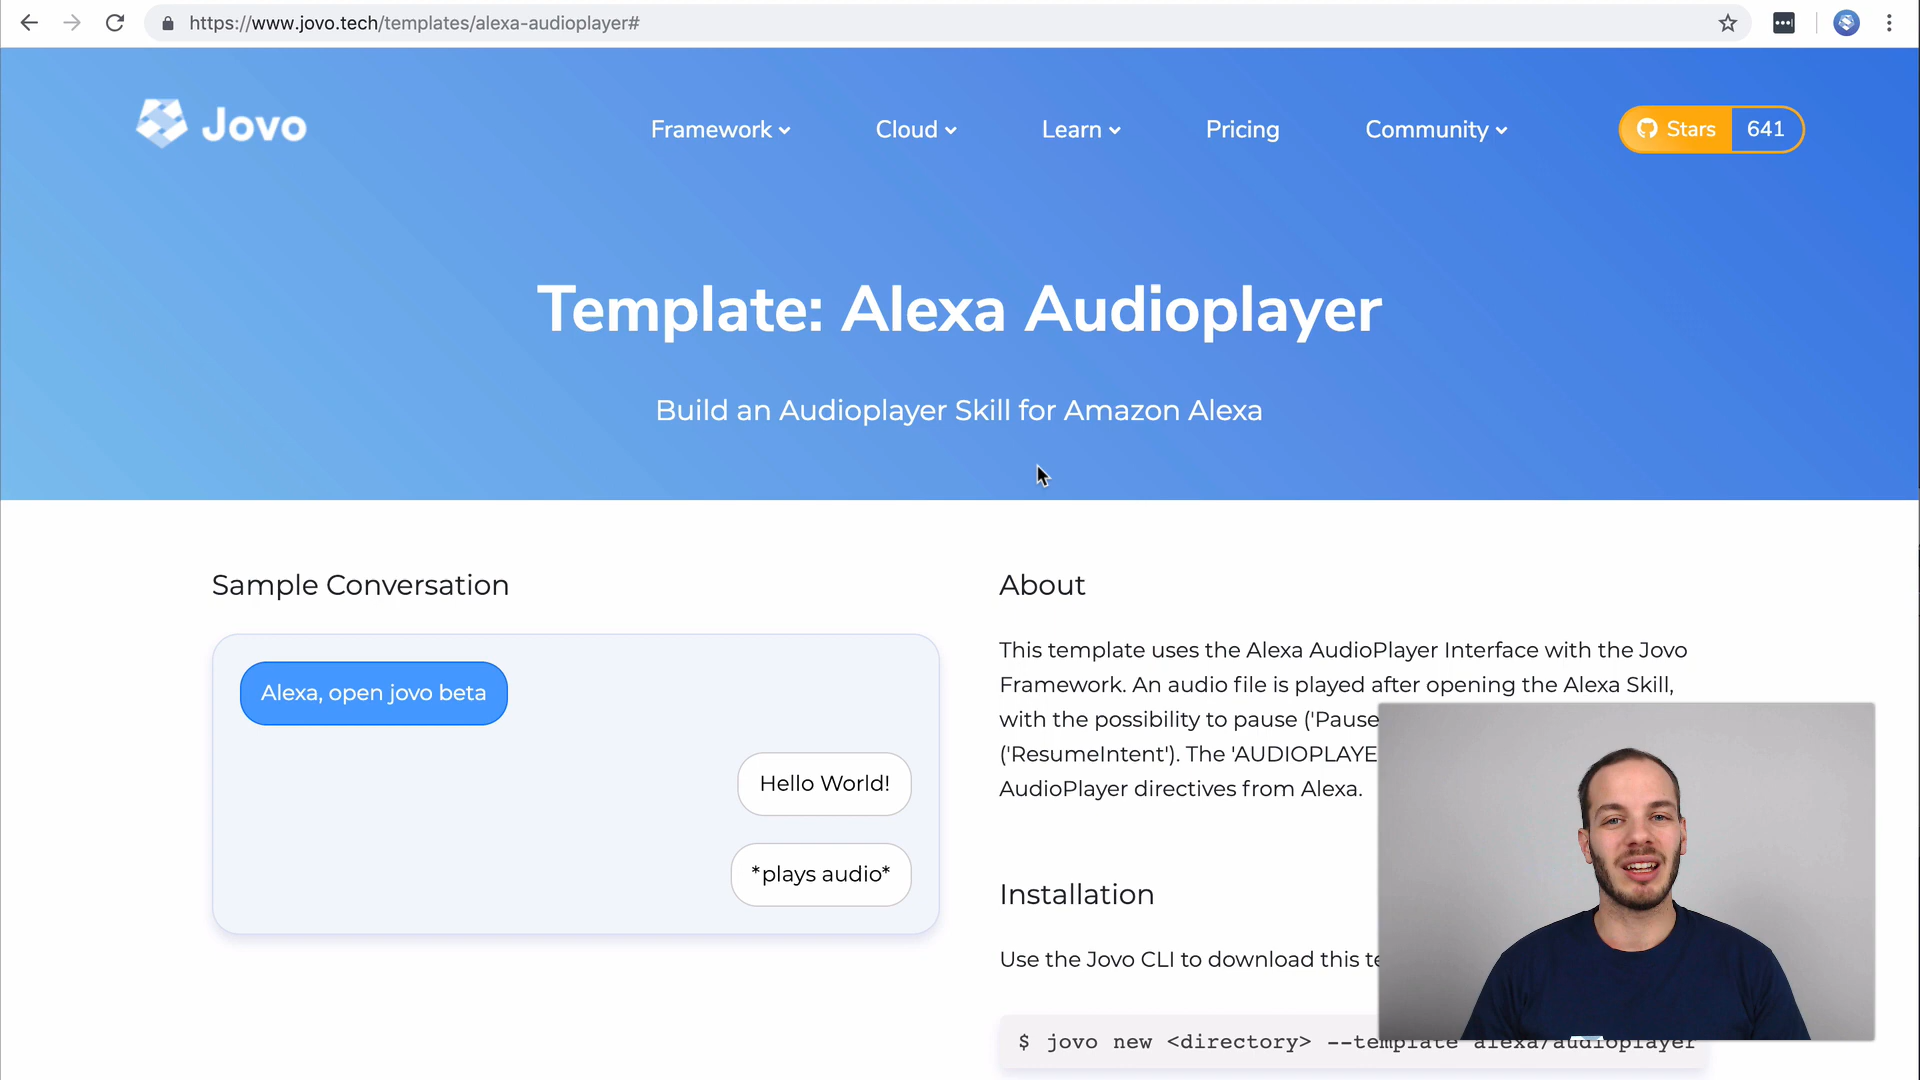 https://www.jovo.tech/templates/alexa-audioplayer#
Jovo
Framework
Cloud
Learn
Pricing
Community
Stars 641
Template: Alexa Audioplayer
Build an Audioplayer Skill for Amazon Alexa
Sample Conversation
Alexa, open jovo beta
Hello World!
*plays audio*
About
This template uses the Alexa AudioPlayer Interface with the Jovo
Framework. An audio file is played after opening the Alexa Skill,
with the possibility to pause ('Pause
('ResumeIntent'). The 'AUDIOPLAYE
AudioPlayer directives from Alexa.
Installation
Use the Jovo CLI to download this te
$ jovo new <directory> --template alexa/audioplayer